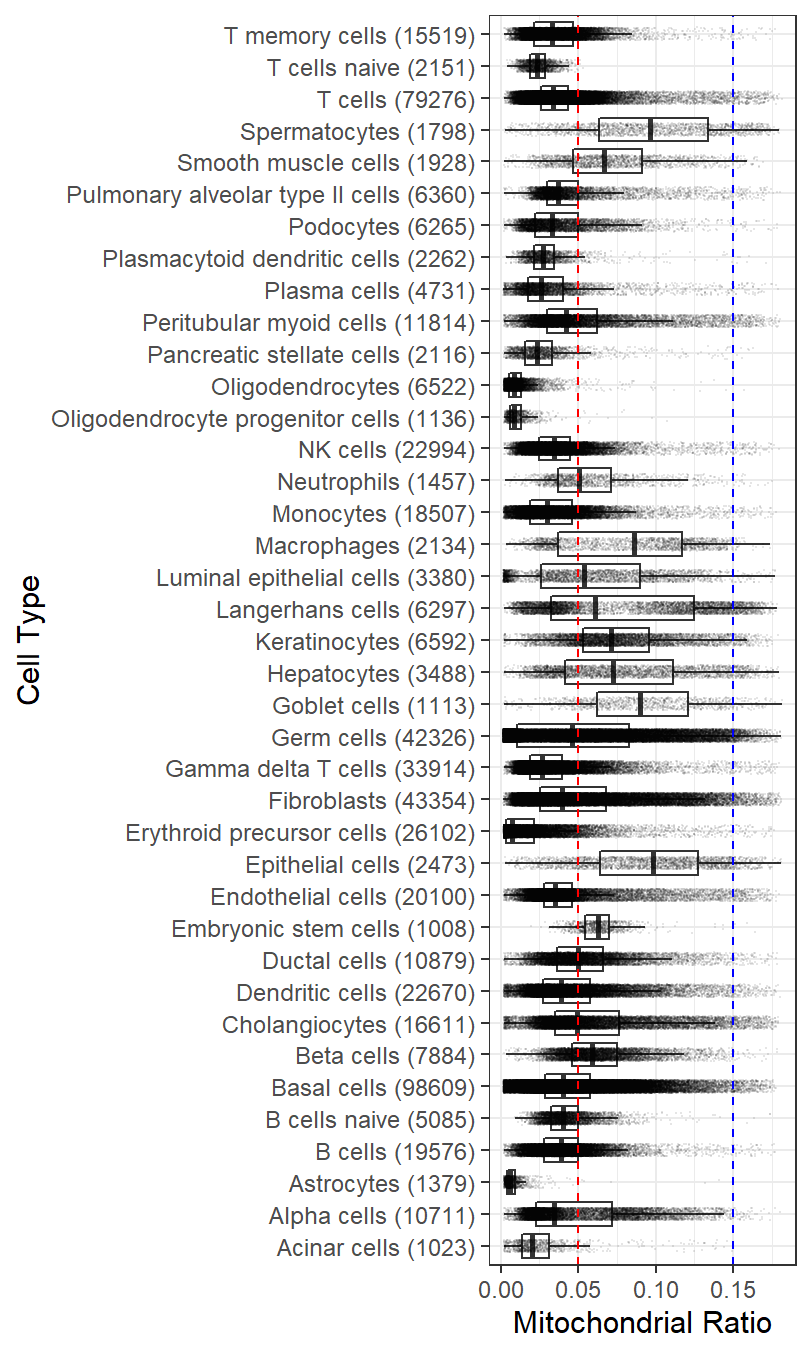 T memory cells (15519)
T cells naive (2151)
T cells (79276)
Spermatocytes (1798)
Smooth muscle cells (1928)
Pulmonary alveolar type II cells (6360)
Podocytes (6265)
Plasmacytoid dendritic cells (2262)
Plasma cells (4731)
Peritubular myoid cells (11814)
Pancreatic stellate cells (2116)
Oligodendrocytes (6522)
Oligodendrocyte progenitor cells (1136)
NK cells (22994)
Neutrophils (1457)
Monocytes (18507)
Macrophages (2134)
Luminal epithelial cells (3380)
Langerhans cells (6297)
Keratinocytes (6592)
Hepatocytes (3488)
Goblet cells (1113)
Germ cells (42326)
Gamma delta T cells (33914)
Fibroblasts (43354)
Erythroid precursor cells (26102)
Epithelial cells (2473)
Endothelial cells (20100)
Embryonic stem cells (1008)
Ductal cells (10879)
Dendritic cells (22670)
Cholangiocytes (16611)
Beta cells (7884)
Basal cells (98609)
B cells naive (5085)
B cells (19576)
Astrocytes (1379)
Alpha cells (10711)
Acinar cells (1023)
Cell Type
0.00 0.05 0.10 0.15
Mitochondrial Ratio